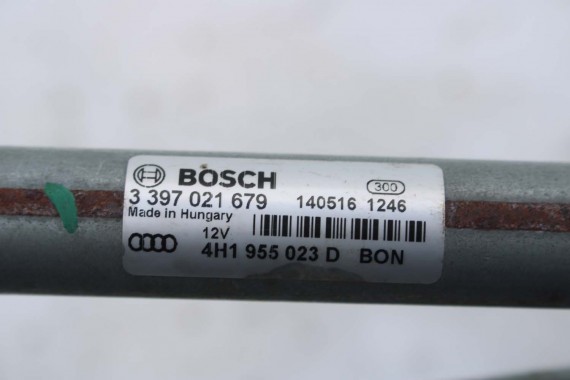 BOSCH 300
3 397 021 679 140516 1246
Made in Hungary
12V
4H1 955 023 D BON